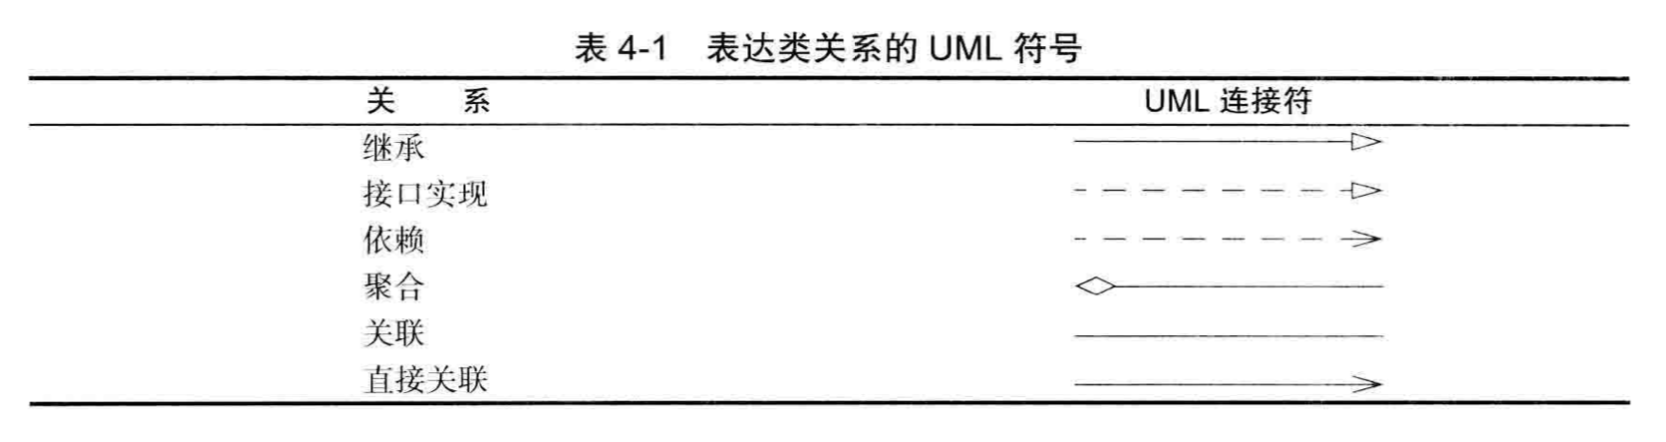 表 4-1 表达类关系的 UML 符号
关 系 UML 连接符
继承
接口实现
依赖
聚合
关联
直接关联